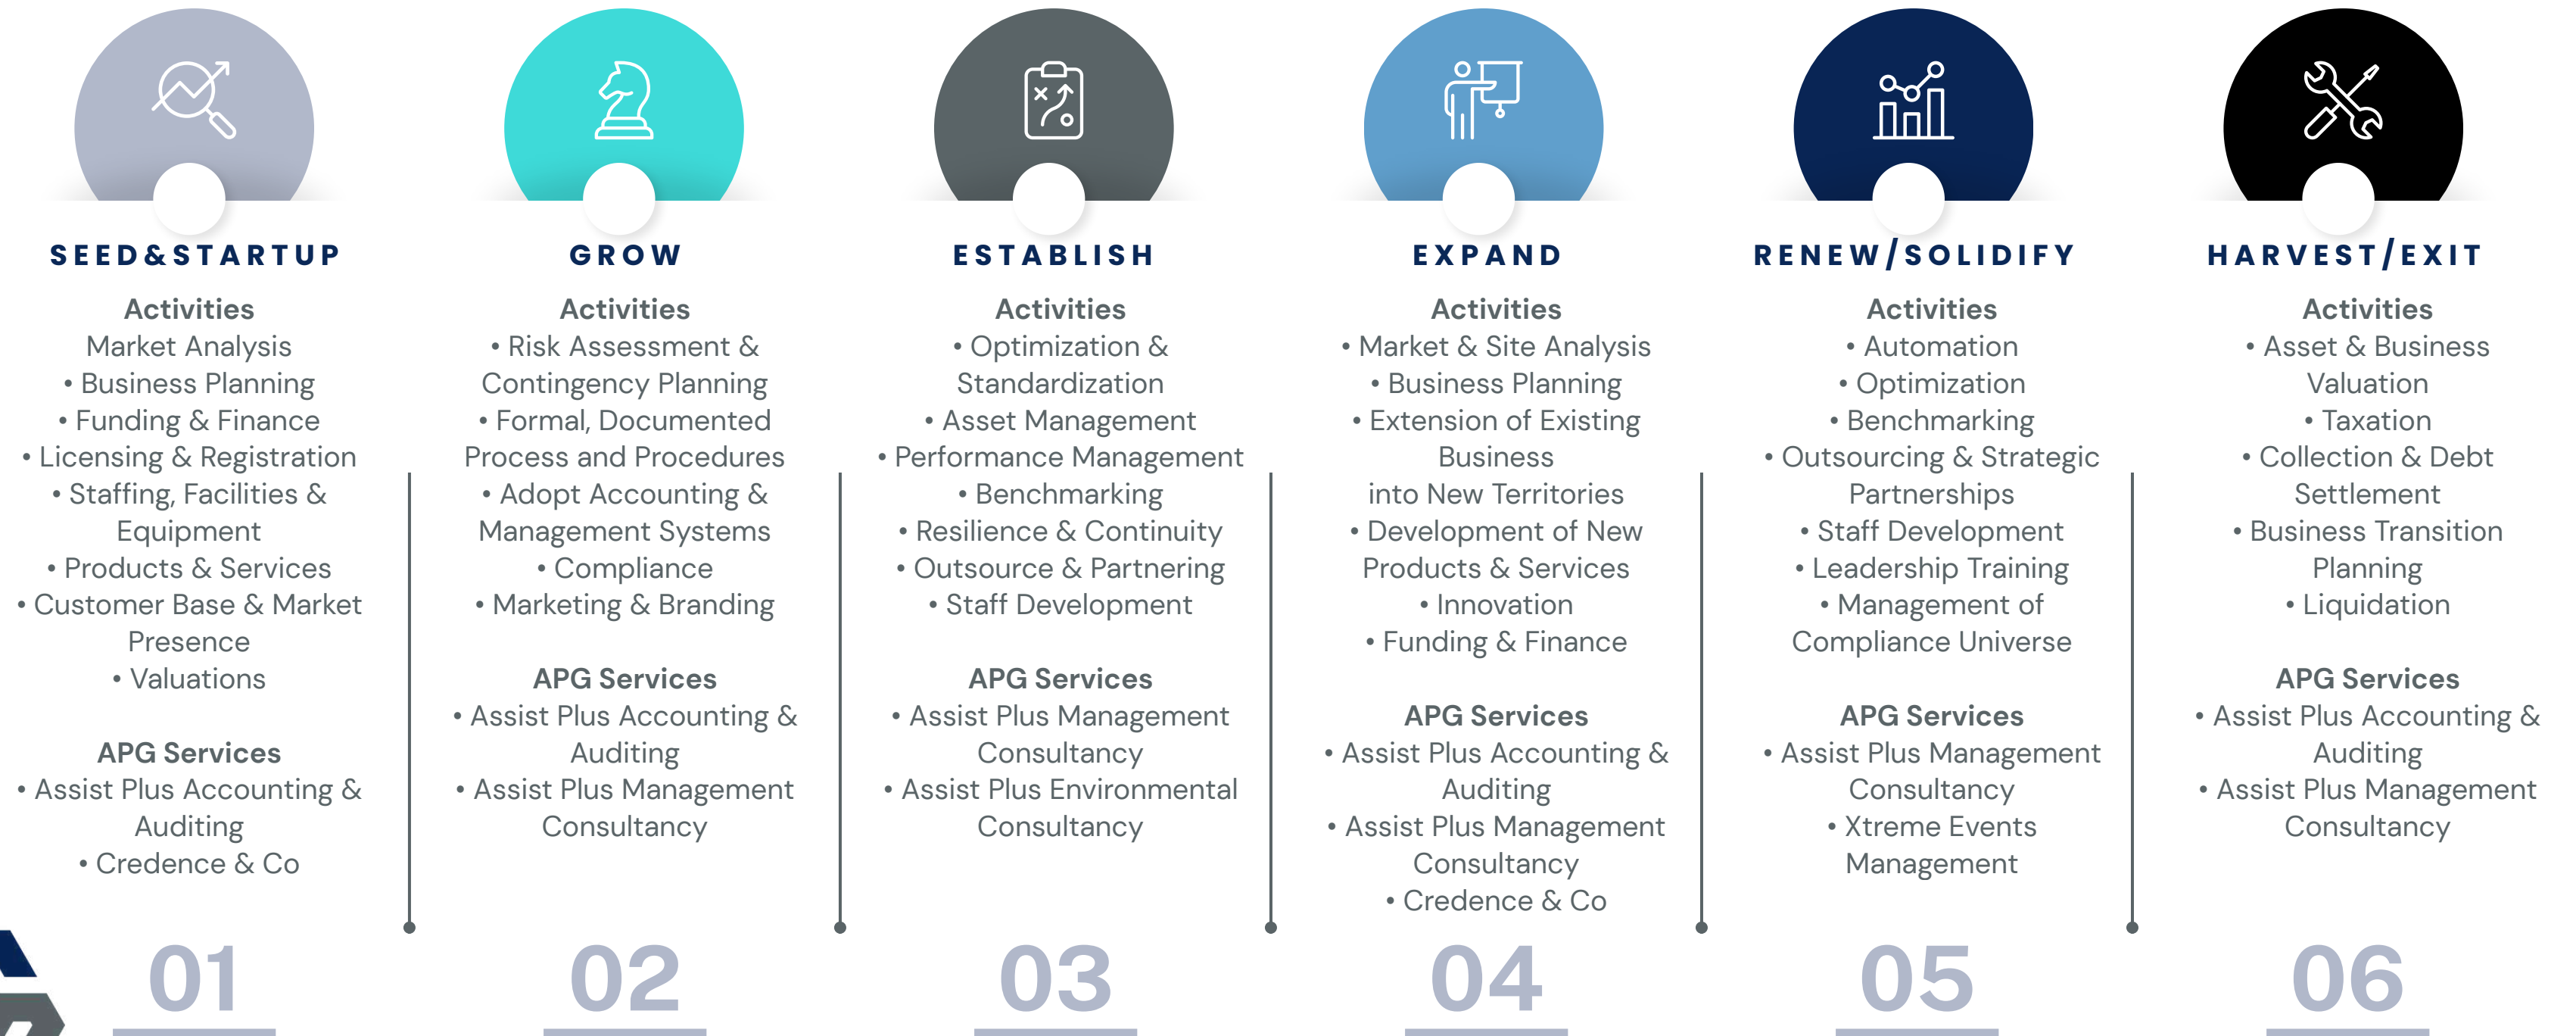 SEED&STARTUP
Activities
Market Analysis
• Business Planning
• Funding & Finance
• Licensing & Registration
• Staffing, Facilities &
Equipment
• Products & Services
• Customer Base & Market
Presence
• Valuations
APG Services
• Assist Plus Accounting &
Auditing
• Credence & Co
01
GROW
Activities
• Risk Assessment &
Contingency Planning
• Formal, Documented
Process and Procedures
• Adopt Accounting &
Management Systems
• Compliance
• Marketing & Branding
APG Services
• Assist Plus Accounting &
Auditing
• Assist Plus Management
Consultancy
02
ESTABLISH
Activities
• Optimization &
Standardization
• Asset Management
• Performance Management
• Benchmarking
• Resilience & Continuity
• Outsource & Partnering
• Staff Development
APG Services
• Assist Plus Management
Consultancy
• Assist Plus Environmental
Consultancy
03
EXPAND
Activities
• Market & Site Analysis
• Business Planning
• Extension of Existing
Business
into New Territories
• Development of New
Products & Services
• Innovation
• Funding & Finance
APG Services
• Assist Plus Accounting &
Auditing
• Assist Plus Management
Consultancy
• Credence & Co
04
RENEW/SOLIDIFY
Activities
• Automation
• Optimization
• Benchmarking
• Outsourcing & Strategic
Partnerships
• Staff Development
• Leadership Training
• Management of
Compliance Universe
APG Services
• Assist Plus Management
Consultancy
• Xtreme Events
Management
05
HARVEST/EXIT
Activities
• Asset & Business
Valuation
• Taxation
• Collection & Debt
Settlement
• Business Transition
Planning
• Liquidation
APG Services
• Assist Plus Accounting &
Auditing
• Assist Plus Management
Consultancy
06